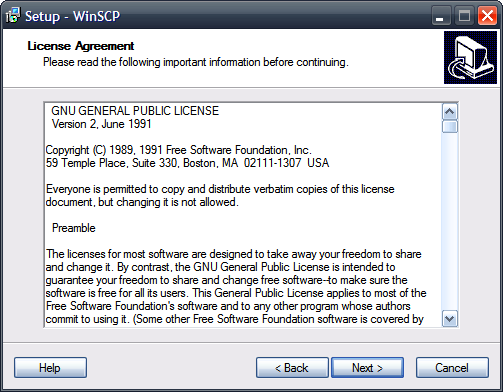 Setup - WinSCP
License Agreement
Please read the following important information before continuing.
GNU GENERAL PUBLIC LICENSE
Version 2, June 1991
Copyright (C) 1989, 1991 Free Software Foundation, Inc.
59 Temple Place, Suite 330, Boston, MA 02111-1307 USA
Everyone is permitted to copy and distribute verbatim copies of this license
document, but changing it is not allowed.
Preamble
The licenses for most software are designed to take away your freedom to share
and change it. By contrast, the GNU General Public License is intended to
guarantee your freedom to share and change free software--to make sure the
software is free for all its users. This General Public License applies to most of the
Free Software Foundation's software and to any other program whose authors
commit to using it. (Some other Free Software Foundation software is covered by
Help
< Back
Next >
Cancel